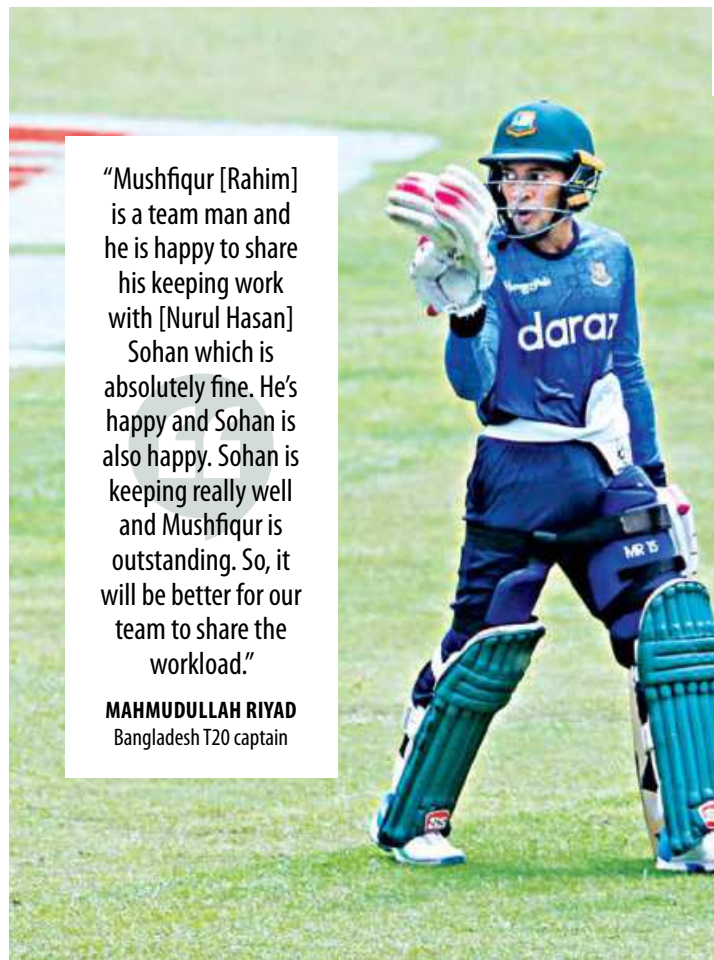 “Mushfiqur [Rahim]
is a team man and
he is happy to share
his keeping work
with [Nurul Hasan]
Sohan which is
absolutely fine. He’s
happy and Sohan is
also happy. Sohan is
keeping really well
and Mushfiqur is
outstanding. So, it
will be better for our
team to share the
workload.”
MAHMUDULLAH RIYAD
Bangladesh T20 captain
daraz
MR 15
SS